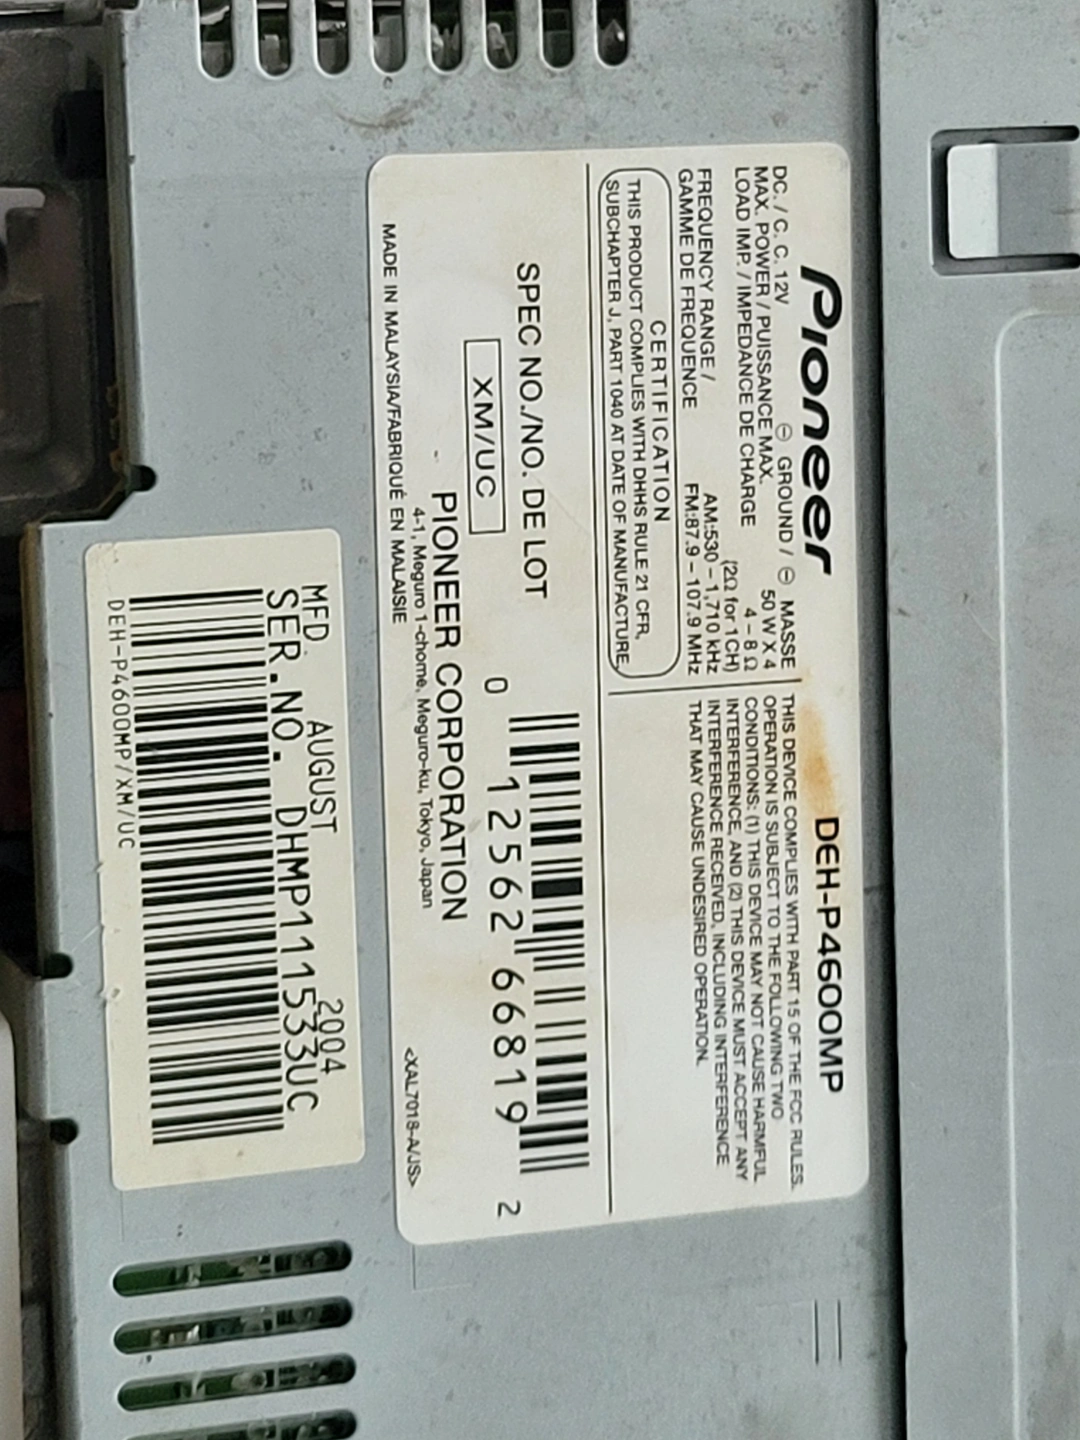 Pioneer
DEH-P4600MP
DC. / C. C. 12V ⊖ GROUND / ⊖ MASSE
MAX. POWER / PUISSANCE MAX. 50 W X 4
LOAD IMP. / IMPEDANCE DE CHARGE 4 – 8 Ω
(2Ω for 1CH)
FREQUENCY RANGE / AM:530 –1,710 kHz
GAMME DE FREQUENCE FM:87.9 – 107.9 MHz
CERTIFICATION
THIS PRODUCT COMPLIES WITH DHHS RULE 21 CFR,
SUBCHAPTER J, PART 1040 AT DATE OF MANUFACTURE.
THIS DEVICE COMPLIES WITH PART 15 OF THE FCC RULES.
OPERATION IS SUBJECT TO THE FOLLOWING TWO
CONDITIONS: (1) THIS DEVICE MAY NOT CAUSE HARMFUL
INTERFERENCE, AND (2) THIS DEVICE MUST ACCEPT ANY
INTERFERENCE RECEIVED, INCLUDING INTERFERENCE
THAT MAY CAUSE UNDESIRED OPERATION.
SPEC NO./NO. DE LOT
XM/UC
0 12562 66819 2
PIONEER CORPORATION
4-1, Meguro 1-chome, Meguro-ku, Tokyo, Japan
MADE IN MALAYSIA/FABRIQUÉ EN MALAISIE
<XAL7018-A/JS>
MFD. AUGUST 2004
SER.NO. DHMP111533UC
DEH-P4600MP/XM/UC